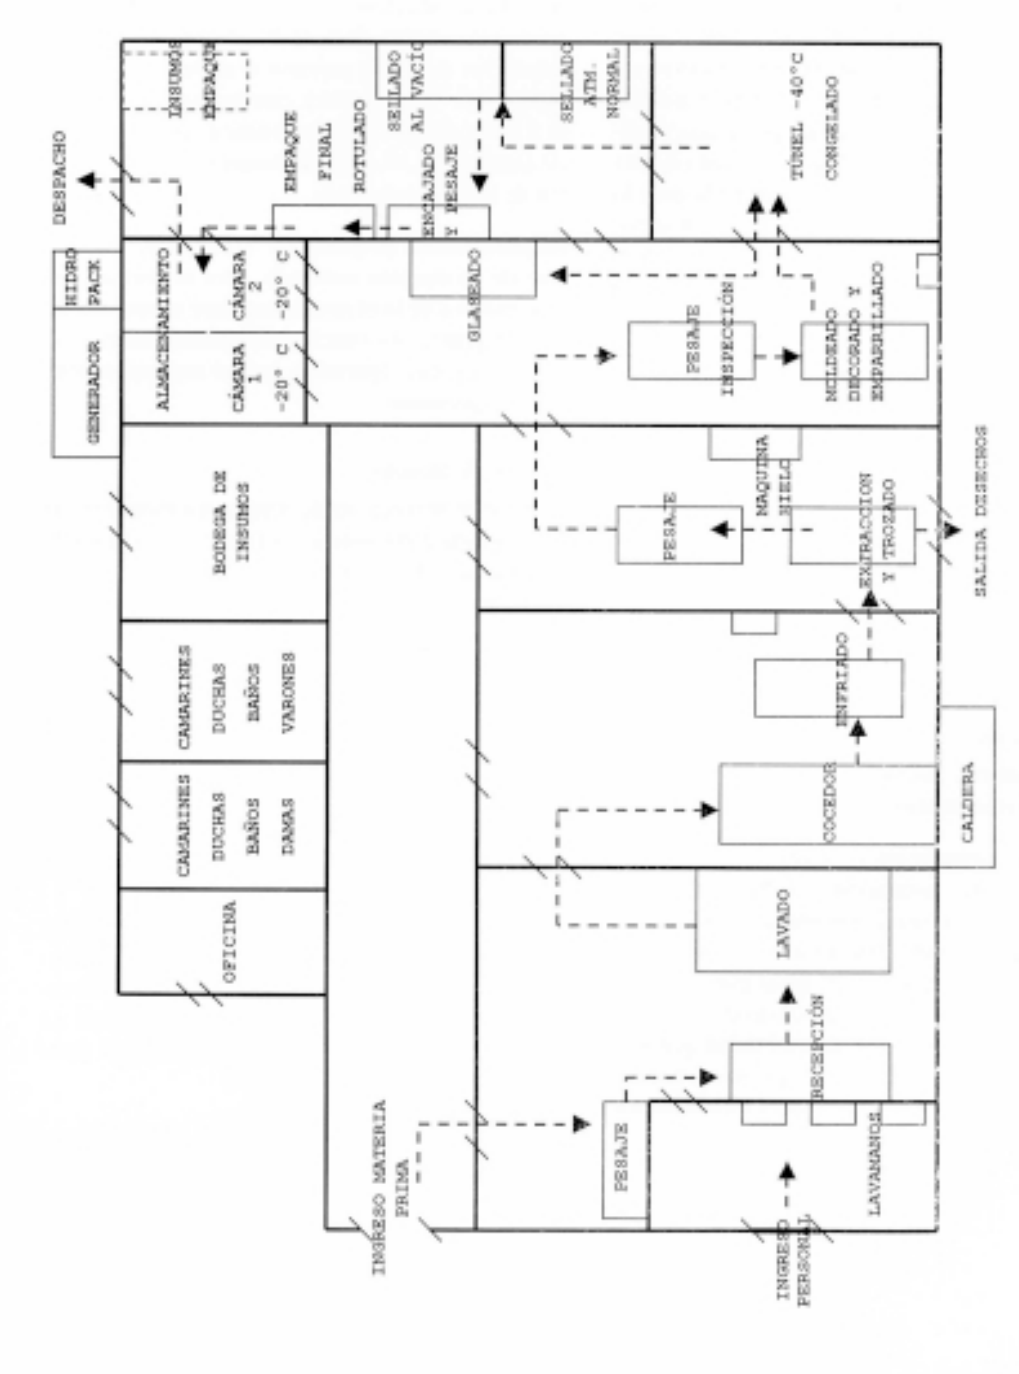 DESPACHO
HIDRO
PACK
GENERADOR
OFICINA
CAMARINES
DUCHAS
BAÑOS
DAMAS
CAMARINES
DUCHAS
BAÑOS
VARONES
BODEGA DE
INSUMOS
ALMACENAMIENTO
CÁMARA
1
-20° C
CÁMARA
2
-20° C
INSUMOS
EMPAQUE
EMPAQUE
FINAL
ROTULADO
SELLADO
AL VACÍO
ENCAJADO
Y PESAJE
SELLADO
ATM.
NORMAL
TÚNEL -40°C
CONGELADO
GLASEADO
PESAJE
INSPECCIÓN
MOLDEADO
DECORADO Y
EMPARRILLADO
INGRESO MATERIA
PRIMA
PESAJE
RECEPCIÓN
LAVADO
COCEDOR
ENFRIADO
PESAJE
MAQUINA
HIELO
EXTRACCION
Y TROZADO
SALIDA DESECHOS
CALDERA
LAVAMANOS
INGRESO
PERSONAL